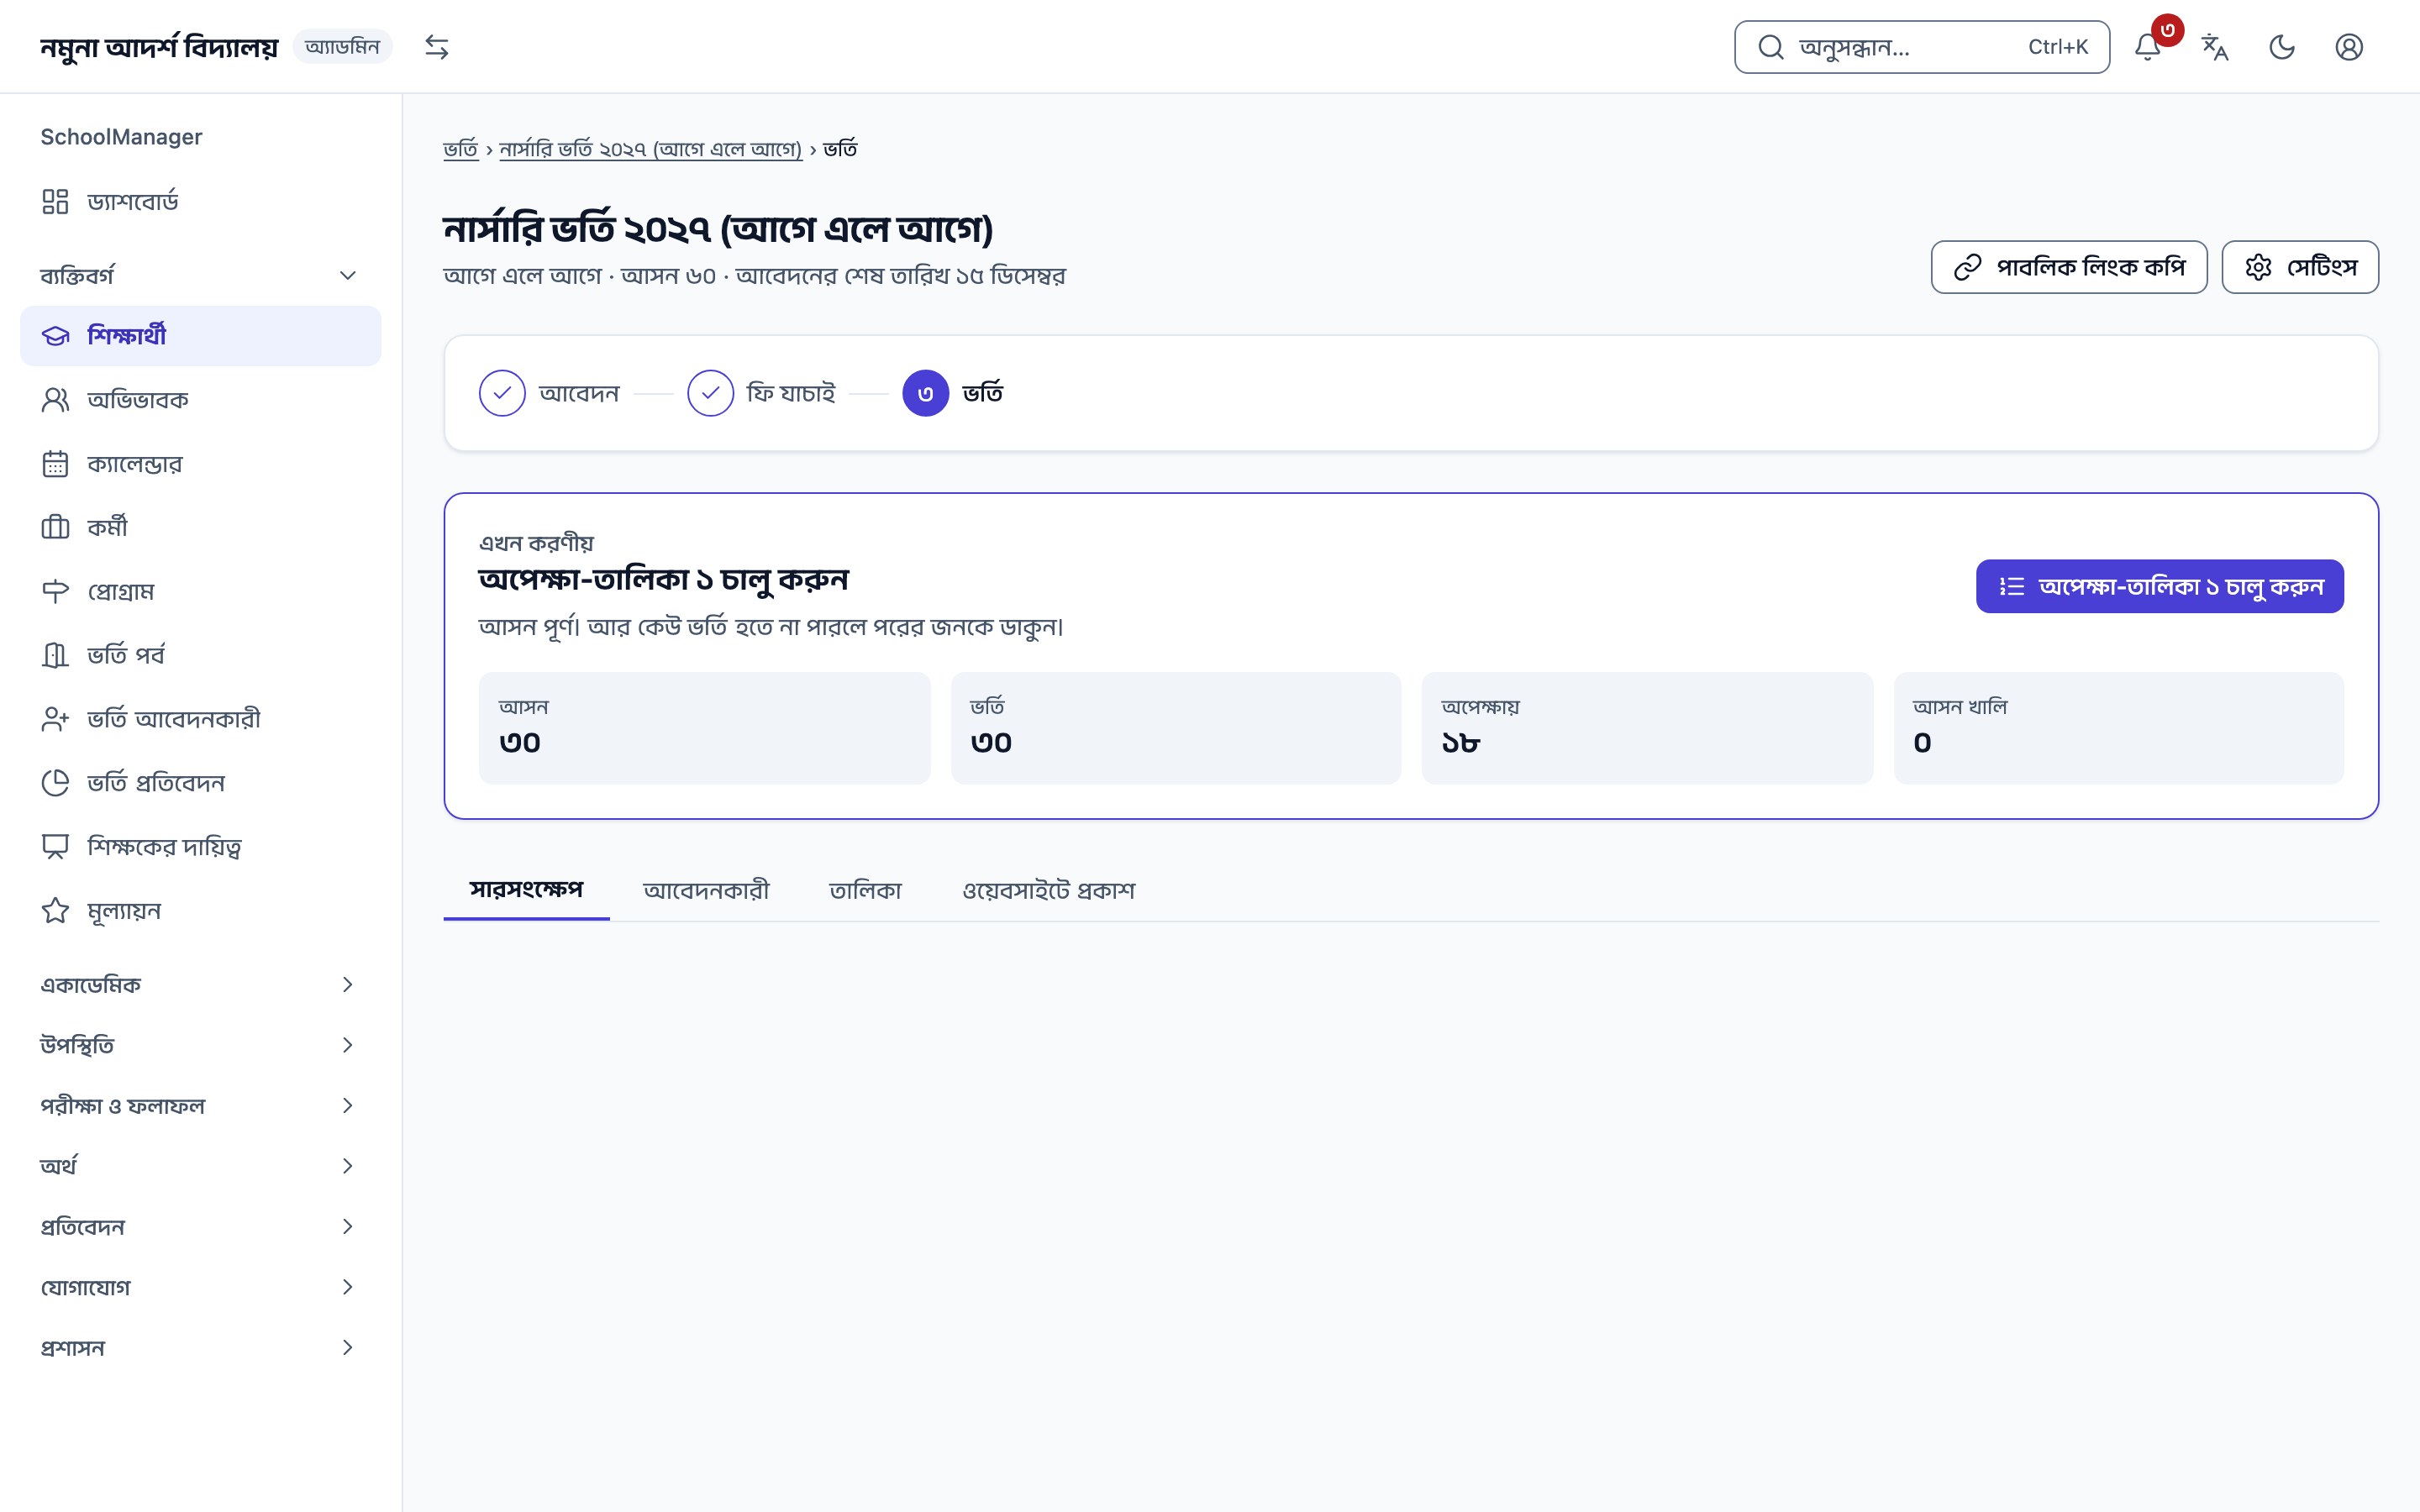 নমুনা আদর্শ বিদ্যালয় অ্যাডমিন
অনুসন্ধান... Ctrl+K
৩
SchoolManager
ড্যাশবোর্ড
ব্যক্তিবর্গ
শিক্ষার্থী
অভিভাবক
ক্যালেন্ডার
কর্মী
প্রোগ্রাম
ভর্তি পর্ব
ভর্তি আবেদনকারী
ভর্তি প্রতিবেদন
শিক্ষকের দায়িত্ব
মূল্যায়ন
একাডেমিক
উপস্থিতি
পরীক্ষা ও ফলাফল
অর্থ
প্রতিবেদন
যোগাযোগ
প্রশাসন
ভর্তি › নার্সারি ভর্তি ২০২৭ (আগে এলে আগে) › ভর্তি
নার্সারি ভর্তি ২০২৭ (আগে এলে আগে)
আগে এলে আগে · আসন ৬০ · আবেদনের শেষ তারিখ ১৫ ডিসেম্বর
পাবলিক লিংক কপি
সেটিংস
আবেদন
ফি যাচাই
৩ ভর্তি
এখন করণীয়
অপেক্ষা-তালিকা ১ চালু করুন
আসন পূর্ণ। আর কেউ ভর্তি হতে না পারলে পরের জনকে ডাকুন।
অপেক্ষা-তালিকা ১ চালু করুন
আসন
৩০
ভর্তি
৩০
অপেক্ষায়
১৮
আসন খালি
০
সারসংক্ষেপ আবেদনকারী তালিকা ওয়েবসাইটে প্রকাশ